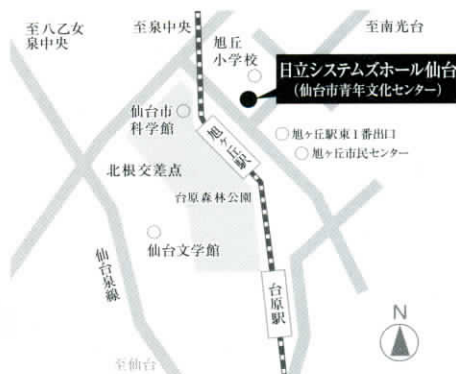 至八乙女
泉中央
至泉中央
至南光台
旭丘
小学校
日立システムズホール仙台
(仙台市青年文化センター)
仙台市
科学館
旭ヶ丘駅
旭ヶ丘駅東1番出口
旭ヶ丘市民センター
北根交差点
台原森林公園
仙台文学館
仙台泉線
台原駅
N
至仙台